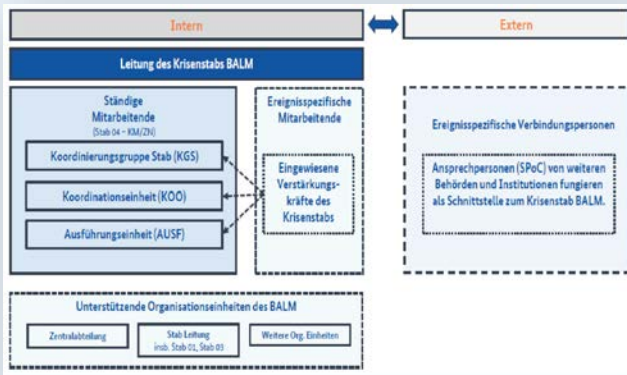 Intern
Extern
Leitung des Krisenstabs BALM
Ständige
Mitarbeitende
(Stab 04 – KM/ZN)
Koordinierungsgruppe Stab (KGS)
Koordinationseinheit (KOO)
Ausführungseinheit (AUSF)
Ereignisspezifische
Mitarbeitende
Eingewiesene
Verstärkungs-
kräfte des
Krisenstabs
Ereignisspezifische Verbindungspersonen
Ansprechpersonen (SPoC) von weiteren
Behörden und Institutionen fungieren
als Schnittstelle zum Krisenstab BALM.
Unterstützende Organisationseinheiten des BALM
Zentralabteilung
Stab Leitung
insb. Stab 01, Stab 03
Weitere Org. Einheiten